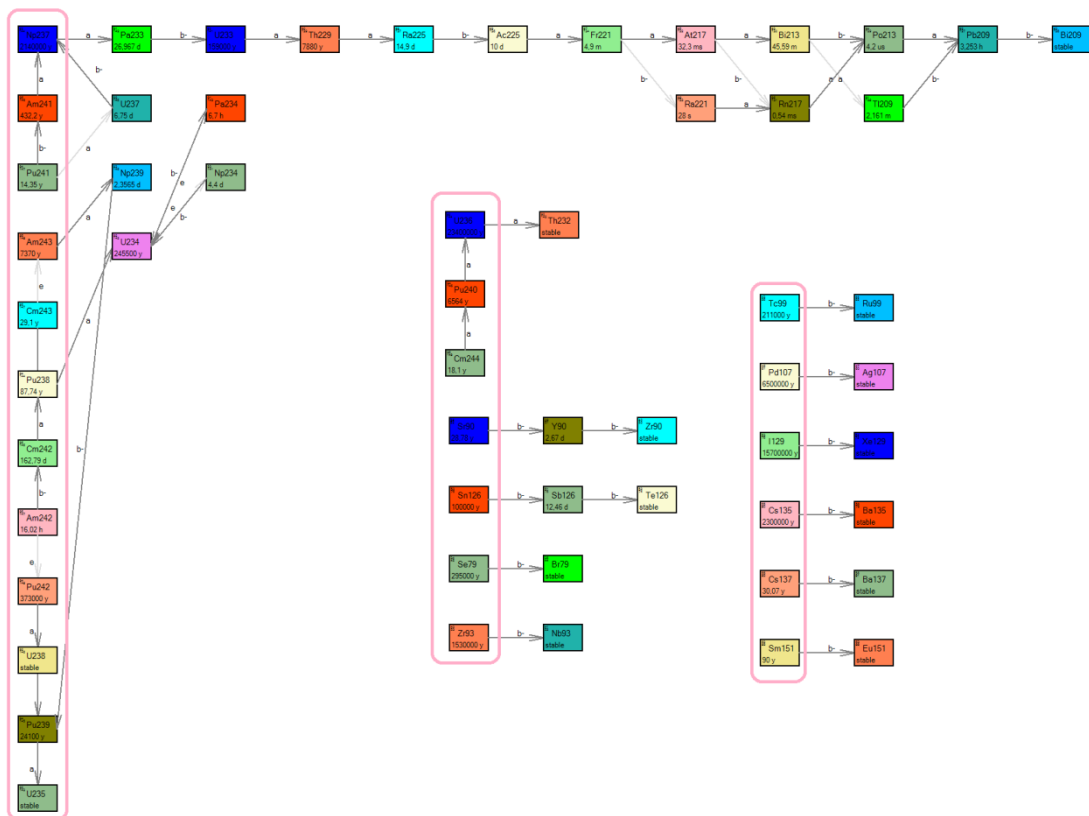 Np237
a
Pa233
26,967 d
b-
U233
a
Th229
7880 y
a
Ra225
14,9 d
b-
Ac225
10 d
a
Fr221
4.9 m
a
At217
32,3 ms
a
Bi213
45,59 m
b-
Po213
4,2 us
a
Pb209
3,253 h
b-
Bi209
stable
a
b-
b-
b-
a
a
b-
Am241
432,2 y
U237
6,75 d
Pa234
6,7 h
Ra221
28 s
a
Rn217
0,54 ms
Tl209
2,161 m
b-
a
b-
Pu241
14,35 y
Np239
2,3565 d
e
Np234
4,4 d
a
e
b-
Am243
7370 y
U234
245500 y
U236
a
Th232
stable
e
a
Cm243
29,1 y
a
Pu240
6564 y
Tc99
211000 y
b-
Ru99
stable
a
Pu238
87,74 y
Cm244
18,1 y
Pd107
6500000 y
b-
Ag107
stable
a
Cm242
162,79 d
b-
Sr90
b-
Y90
2,67 d
b-
Zr90
stable
I129
15700000 y
b-
Xe129
stable
b-
Am242
16,02 h
Sn126
100000 y
b-
Sb126
12,46 d
b-
Te126
stable
Cs135
2300000 y
b-
Ba135
stable
e
Pu242
373000 y
Se79
295000 y
b-
Br79
stable
Cs137
30,07 y
b-
Ba137
stable
a
U238
stable
Zr93
1530000 y
b-
Nb93
stable
Sm151
90 y
b-
Eu151
stable
Pu239
24100 y
a
U235
stable